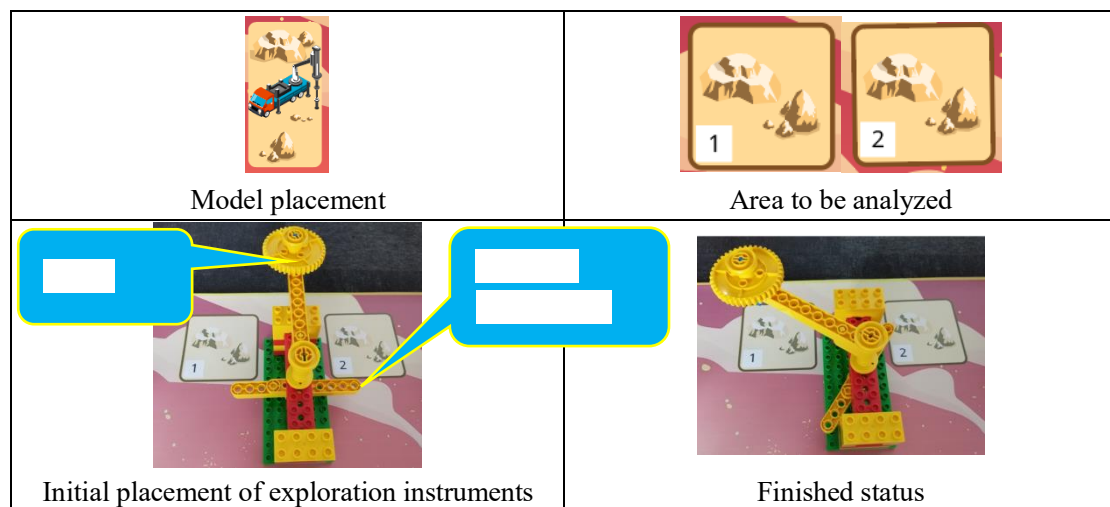 1
2
Model placement
Area to be analyzed
1
2
1
2
Initial placement of exploration instruments
Finished status